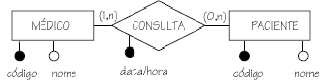 MÉDICO (1,n) CONSULTA (0,n) PACIENTE
código nome data/hora código nome